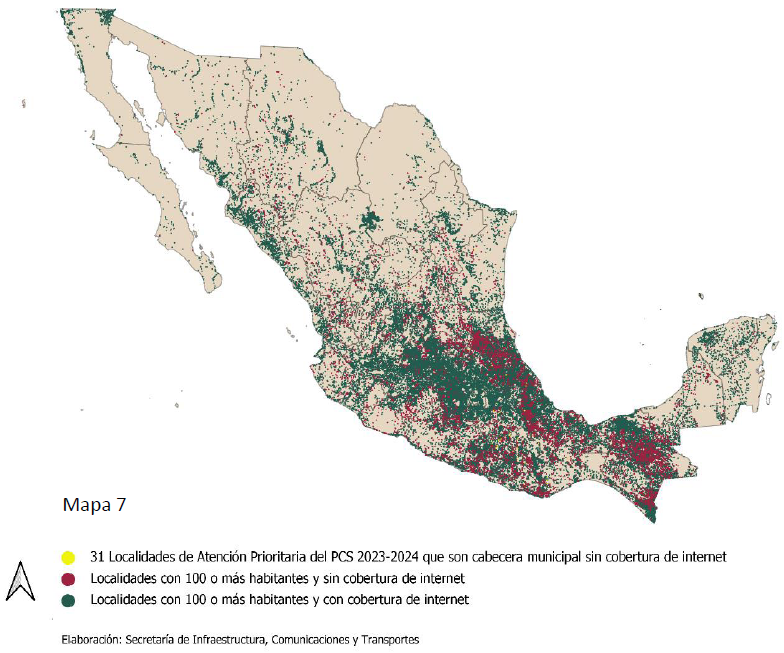 Mapa 7
31 Localidades de Atención Prioritaria del PCS 2023-2024 que son cabecera municipal sin cobertura de internet
Localidades con 100 o más habitantes y sin cobertura de internet
Localidades con 100 o más habitantes y con cobertura de internet
Elaboración: Secretaría de Infraestructura, Comunicaciones y Transportes